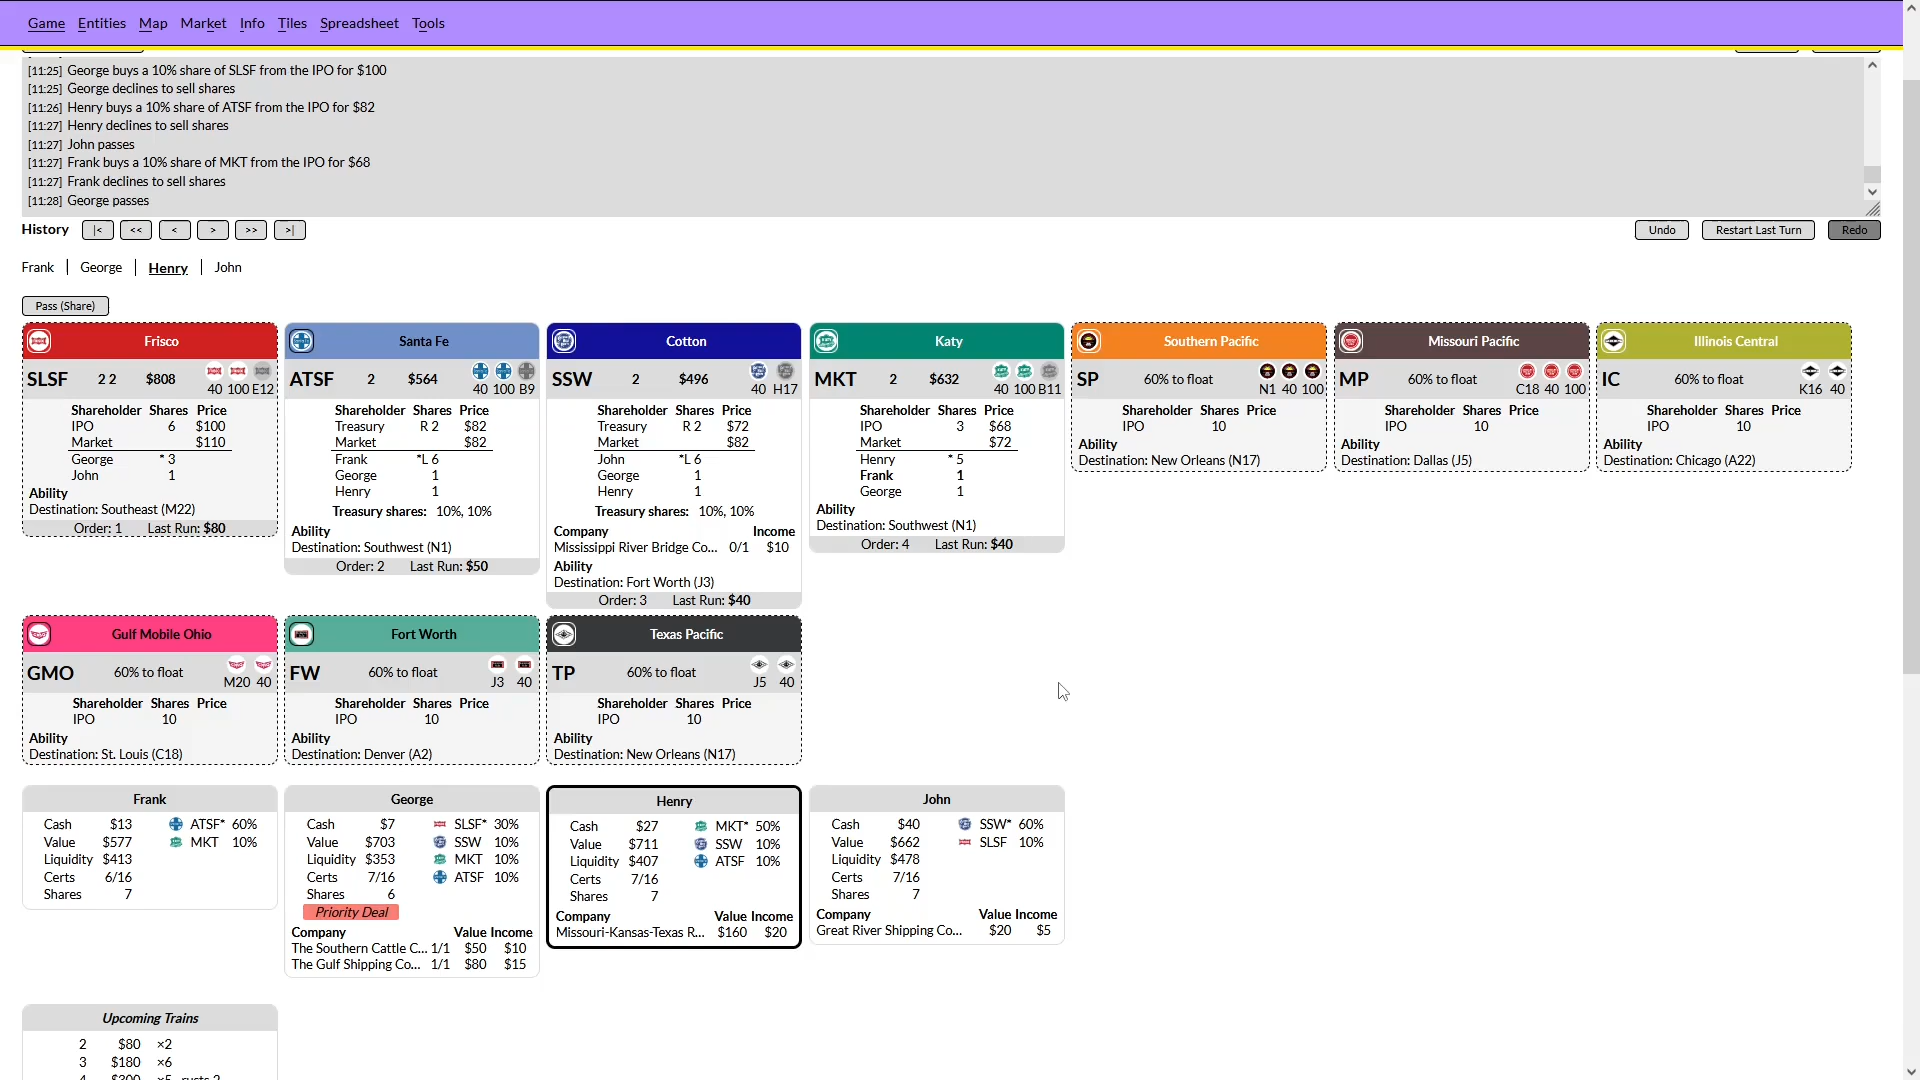 Game Entities Map Market Info Tiles Spreadsheet Tools
[11:25] George buys a 10% share of SLSF from the IPO for $100
[11:25] George declines to sell shares
[11:26] Henry buys a 10% share of ATSF from the IPO for $82
[11:27] Henry declines to sell shares
[11:27] John passes
[11:27] Frank buys a 10% share of MKT from the IPO for $68
[11:27] Frank declines to sell shares
[11:28] George passes
History |< << < > >> >| Undo Restart Last Turn Redo
Frank George Henry John
Pass (Share)
Frisco
SLSF 2 2 $808 40 100 E12
Shareholder Shares Price
IPO 6 $100
Market $110
George * 3
John 1
Ability
Destination: Southeast (M22)
Order: 1 Last Run: $80
Santa Fe
ATSF 2 $564 40 100 B9
Shareholder Shares Price
Treasury R 2 $82
Market $82
Frank *L 6
George 1
Henry 1
Treasury shares: 10%, 10%
Ability
Destination: Southwest (N1)
Order: 2 Last Run: $50
Cotton
SSW 2 $496 40 H17
Shareholder Shares Price
Treasury R 2 $72
Market $82
John *L 6
George 1
Henry 1
Treasury shares: 10%, 10%
Company Income
Mississippi River Bridge Co... 0/1 $10
Ability
Destination: Fort Worth (J3)
Order: 3 Last Run: $40
Katy
MKT 2 $632 40 100 B11
Shareholder Shares Price
IPO 3 $68
Market $72
Henry * 5
Frank 1
George 1
Ability
Destination: Southwest (N1)
Order: 4 Last Run: $40
Southern Pacific
SP 60% to float N1 40 100
Shareholder Shares Price
IPO 10
Ability
Destination: New Orleans (N17)
Missouri Pacific
MP 60% to float C18 40 100
Shareholder Shares Price
IPO 10
Ability
Destination: Dallas (J5)
Illinois Central
IC 60% to float K16 40
Shareholder Shares Price
IPO 10
Ability
Destination: Chicago (A22)
Gulf Mobile Ohio
GMO 60% to float M20 40
Shareholder Shares Price
IPO 10
Ability
Destination: St. Louis (C18)
Fort Worth
FW 60% to float J3 40
Shareholder Shares Price
IPO 10
Ability
Destination: Denver (A2)
Texas Pacific
TP 60% to float J5 40
Shareholder Shares Price
IPO 10
Ability
Destination: New Orleans (N17)
Frank
Cash $13 ATSF* 60%
Value $577 MKT 10%
Liquidity $413
Certs 6/16
Shares 7
George
Cash $7 SLSF* 30%
Value $703 SSW 10%
Liquidity $353 MKT 10%
Certs 7/16 ATSF 10%
Shares 6
Priority Deal
Company Value Income
The Southern Cattle C... 1/1 $50 $10
The Gulf Shipping Co... 1/1 $80 $15
Henry
Cash $27 MKT* 50%
Value $711 SSW 10%
Liquidity $407 ATSF 10%
Certs 7/16
Shares 7
Company Value Income
Missouri-Kansas-Texas R... $160 $20
John
Cash $40 SSW* 60%
Value $662 SLSF 10%
Liquidity $478
Certs 7/16
Shares 7
Company Value Income
Great River Shipping Co... $20 $5
Upcoming Trains
2 $80 ×2
3 $180 ×6
4 $300 ×5 rusts 2